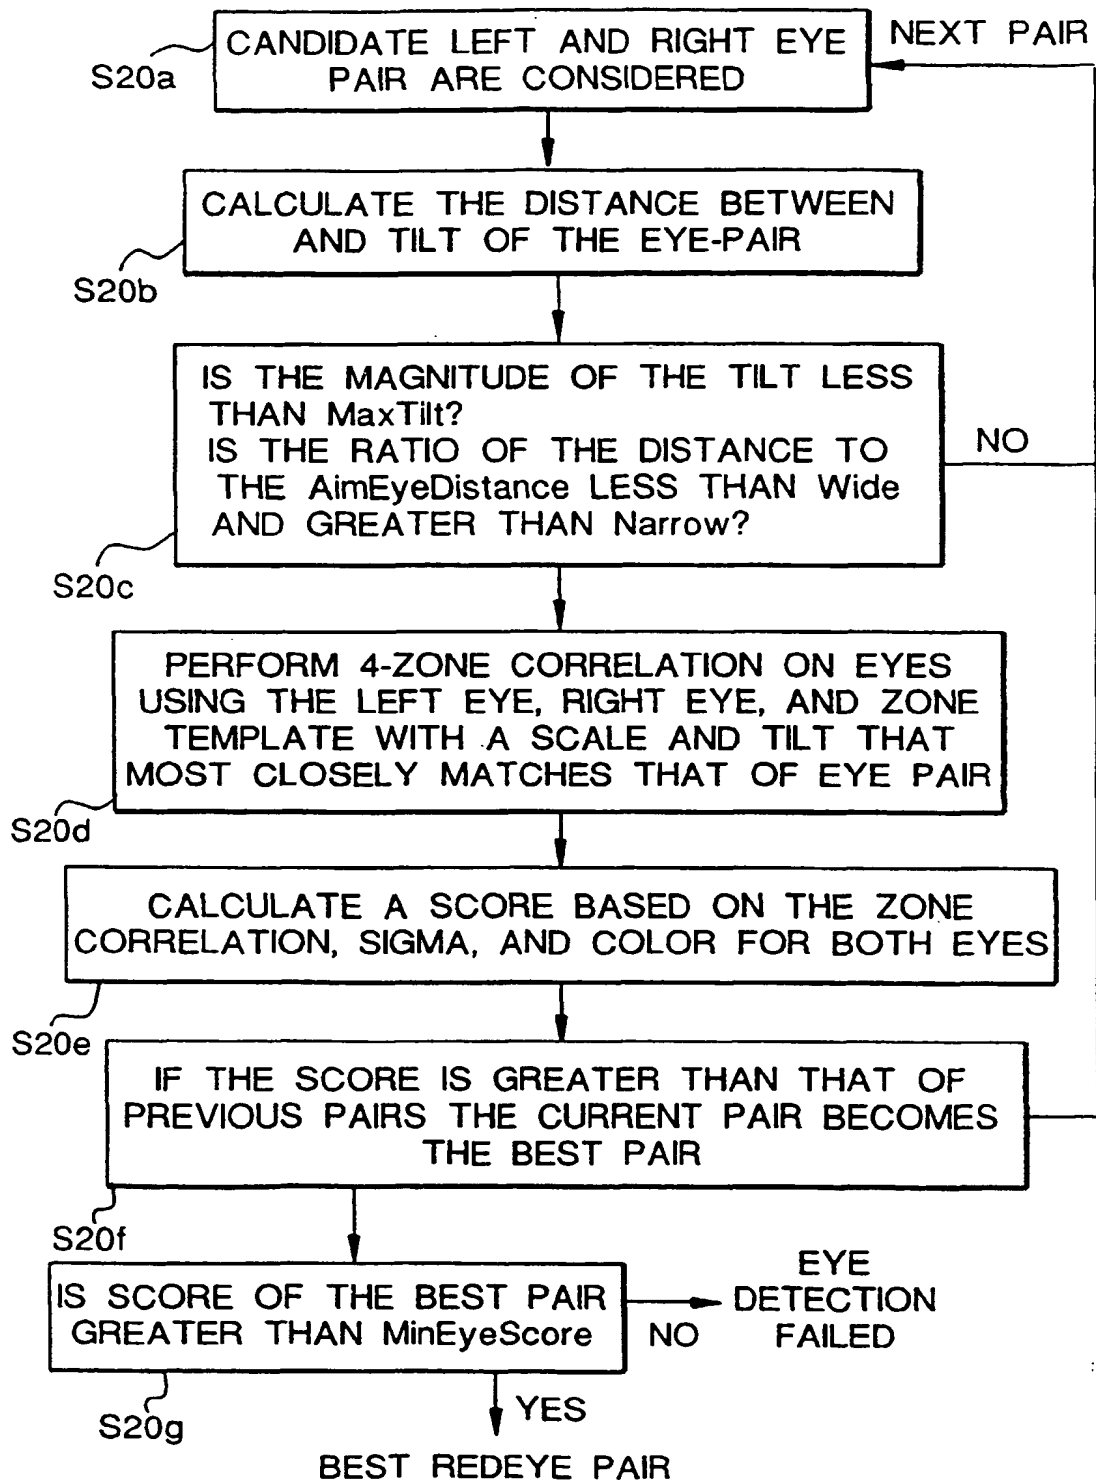 CANDIDATE LEFT AND RIGHT EYE
PAIR ARE CONSIDERED
NEXT PAIR
S20a
CALCULATE THE DISTANCE BETWEEN
AND TILT OF THE EYE-PAIR
S20b
IS THE MAGNITUDE OF THE TILT LESS
THAN MaxTilt?
IS THE RATIO OF THE DISTANCE TO
THE AimEyeDistance LESS THAN Wide
AND GREATER THAN Narrow?
NO
S20c
PERFORM 4-ZONE CORRELATION ON EYES
USING THE LEFT EYE, RIGHT EYE, AND ZONE
TEMPLATE WITH A SCALE AND TILT THAT
MOST CLOSELY MATCHES THAT OF EYE PAIR
S20d
CALCULATE A SCORE BASED ON THE ZONE
CORRELATION, SIGMA, AND COLOR FOR BOTH EYES
S20e
IF THE SCORE IS GREATER THAN THAT OF
PREVIOUS PAIRS THE CURRENT PAIR BECOMES
THE BEST PAIR
S20f
IS SCORE OF THE BEST PAIR
GREATER THAN MinEyeScore
NO
EYE
DETECTION
FAILED
S20g
YES
BEST REDEYE PAIR